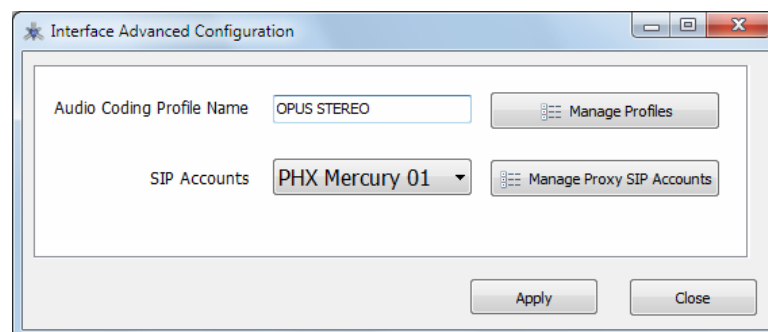 Interface Advanced Configuration
Audio Coding Profile Name OPUS STEREO Manage Profiles
SIP Accounts PHX Mercury 01 Manage Proxy SIP Accounts
Apply Close